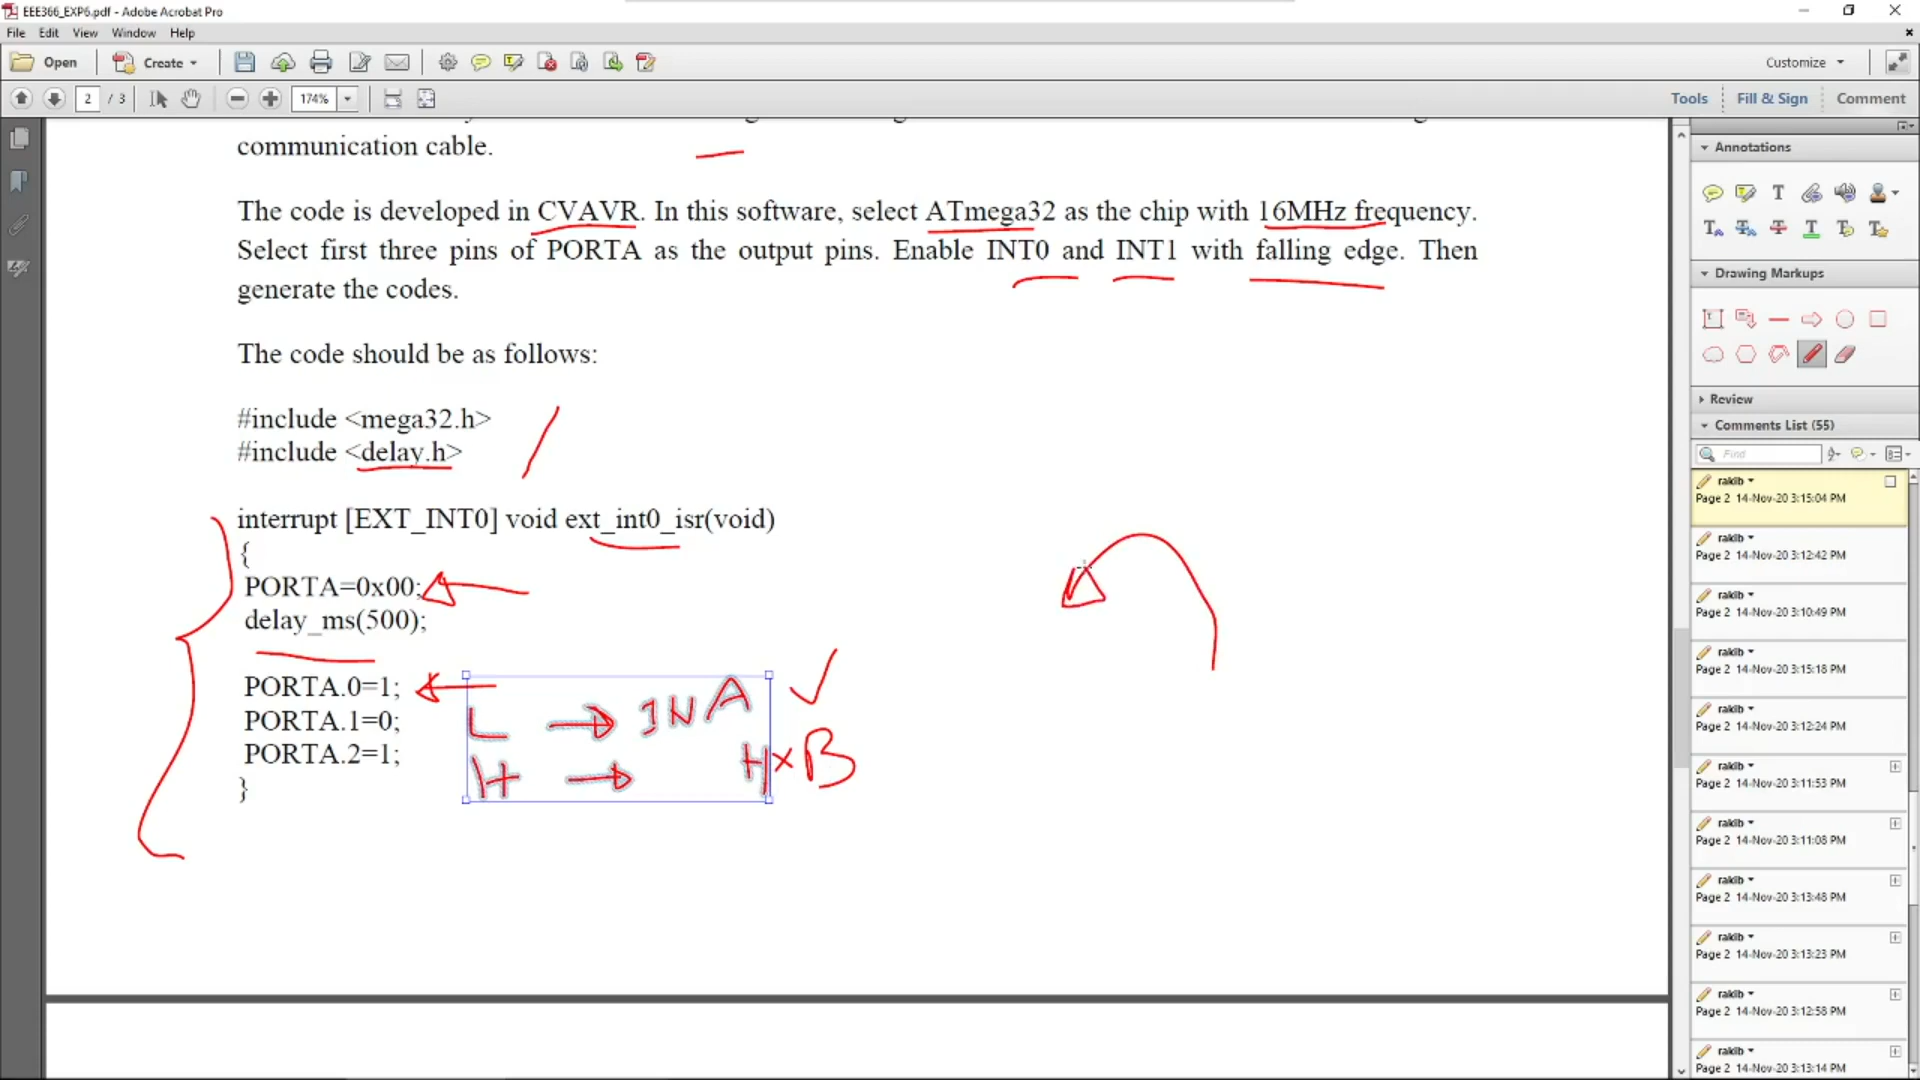 EEE366_EXP6.pdf - Adobe Acrobat Pro
File Edit View Window Help
Open Create Customize
2 / 3 174% Tools Fill & Sign Comment
communication cable.
The code is developed in CVAVR. In this software, select ATmega32 as the chip with 16MHz frequency.
Select first three pins of PORTA as the output pins. Enable INT0 and INT1 with falling edge. Then
generate the codes.
The code should be as follows:
#include <mega32.h>
#include <delay.h>
interrupt [EXT_INT0] void ext_int0_isr(void)
{
PORTA=0x00;
delay_ms(500);
PORTA.0=1;
PORTA.1=0;
PORTA.2=1;
}
L → INA ✓
H → H×B
Annotations
Drawing Markups
Review
Comments List (55)
Find
rakib
Page 2 14-Nov-20 3:15:04 PM
rakib
Page 2 14-Nov-20 3:12:42 PM
rakib
Page 2 14-Nov-20 3:10:49 PM
rakib
Page 2 14-Nov-20 3:15:18 PM
rakib
Page 2 14-Nov-20 3:12:24 PM
rakib
Page 2 14-Nov-20 3:11:53 PM
rakib
Page 2 14-Nov-20 3:11:08 PM
rakib
Page 2 14-Nov-20 3:13:48 PM
rakib
Page 2 14-Nov-20 3:13:23 PM
rakib
Page 2 14-Nov-20 3:12:58 PM
rakib
Page 2 14-Nov-20 3:13:14 PM